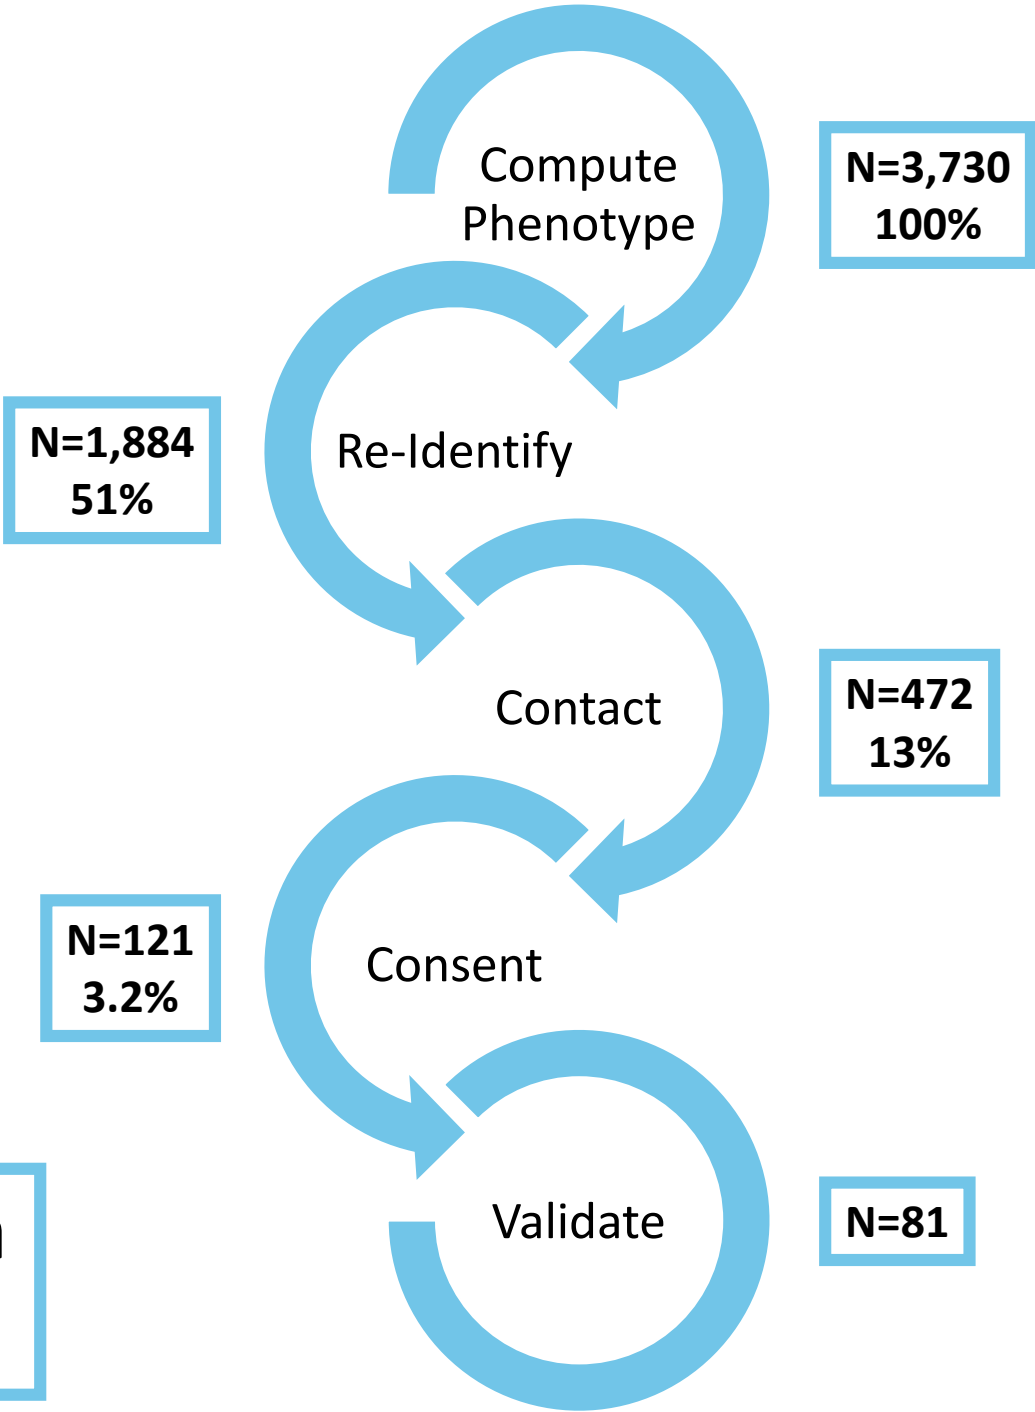 Compute
Phenotype
N=3,730
100%
N=1,884
51%
Re-Identify
Contact
N=472
13%
N=121
3.2%
Consent
Validate
N=81